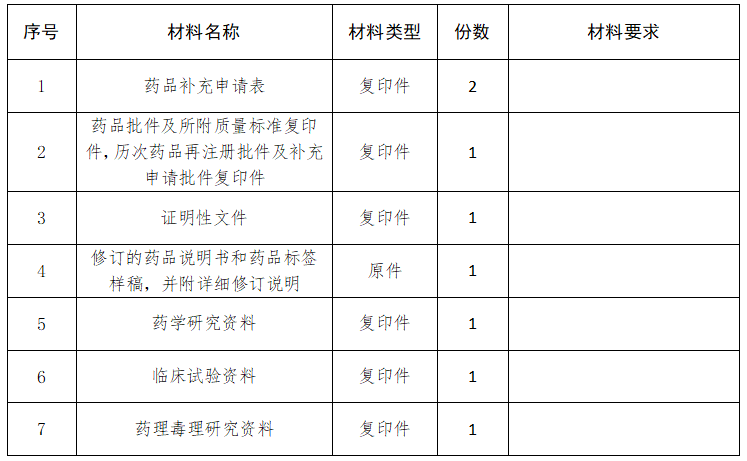 序号 材料名称 材料类型 份数 材料要求
1 药品补充申请表 复印件 2
药品批件及所附质量标准复印
2 件，历次药品再注册批件及补充 复印件 1
申请批件复印件
3 证明性文件 复印件 1
修订的药品说明书和药品标签
4 样稿，并附详细修订说明 原件 1
5 药学研究资料 复印件 1
6 临床试验资料 复印件 1
7 药理毒理研究资料 复印件 1